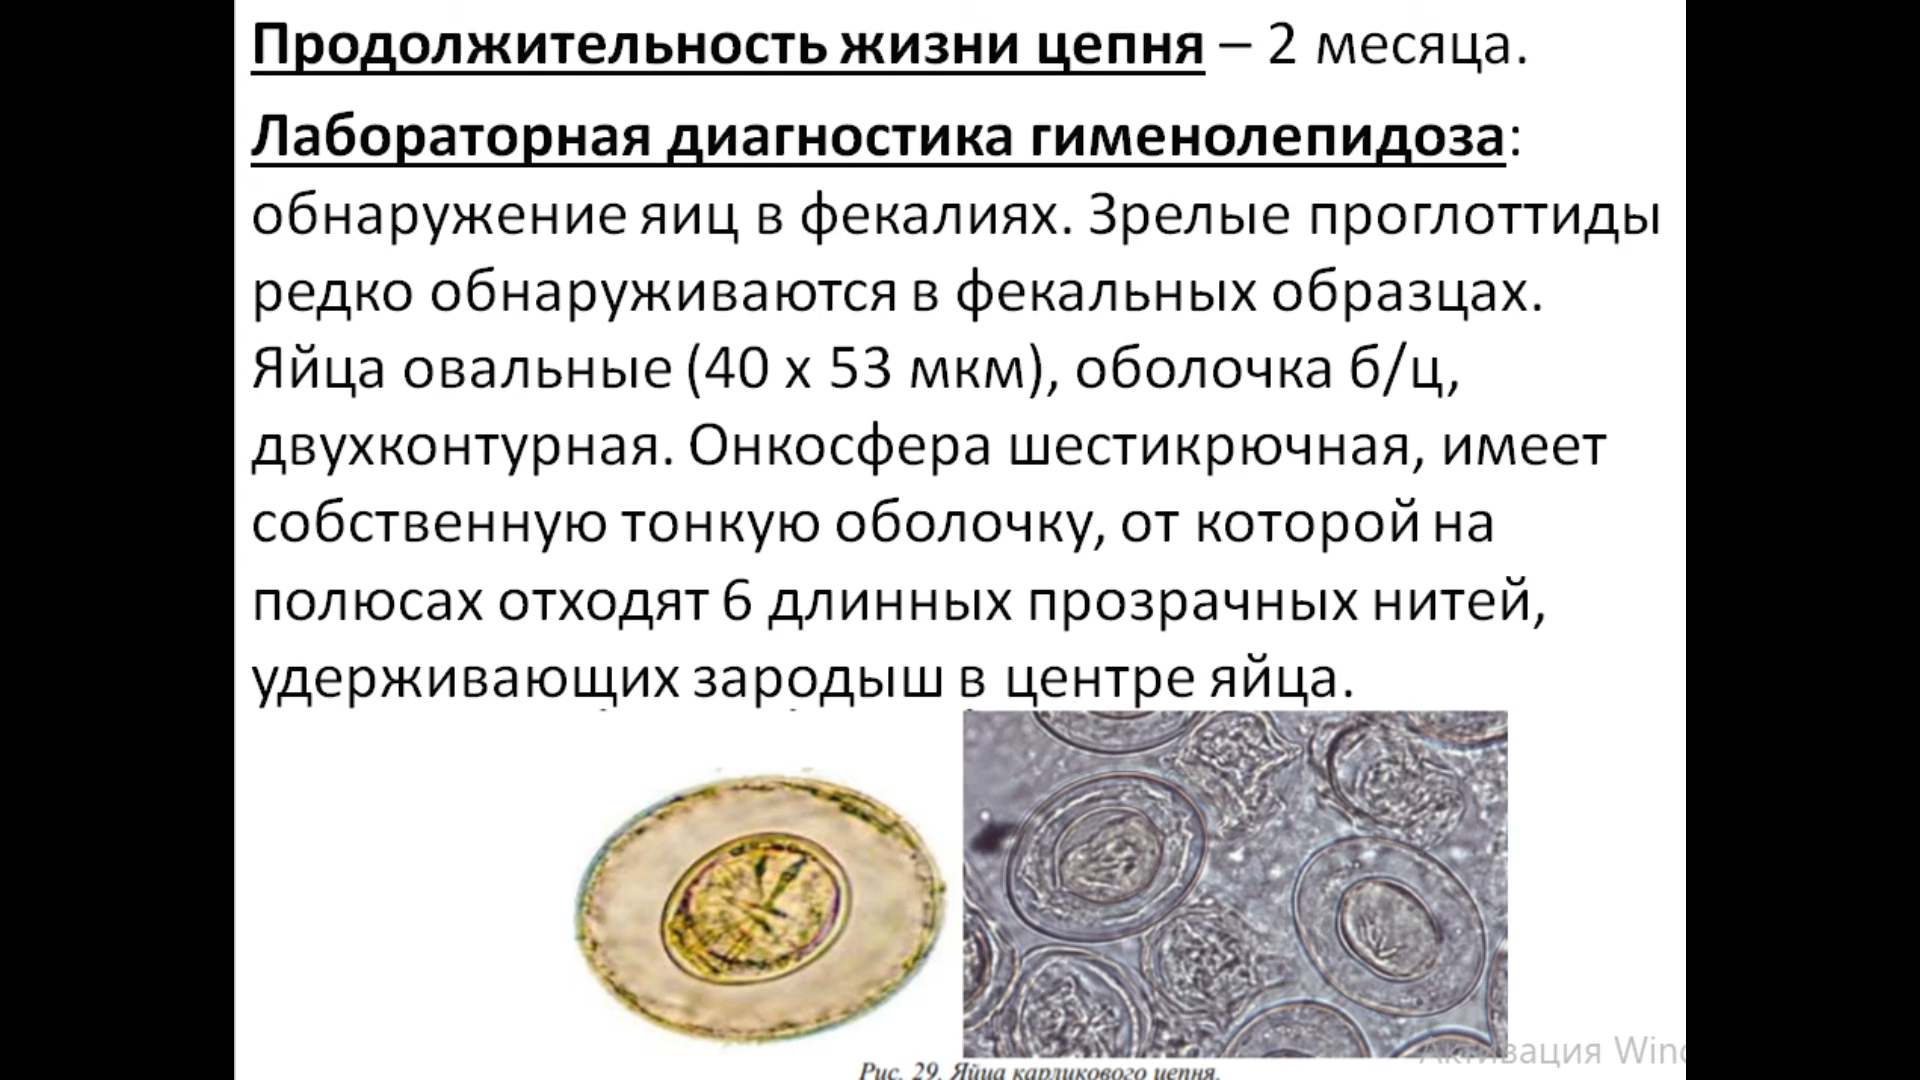 Продолжительность жизни цепня – 2 месяца.
Лабораторная диагностика гименолепидоза:
обнаружение яиц в фекалиях. Зрелые проглоттиды
редко обнаруживаются в фекальных образцах.
Яйца овальные (40 х 53 мкм), оболочка б/ц,
двухконтурная. Онкосфера шестикрючная, имеет
собственную тонкую оболочку, от которой на
полюсах отходят 6 длинных прозрачных нитей,
удерживающих зародыш в центре яйца.
Рис. 29. Яйца карликового цепня.
Активация Wind